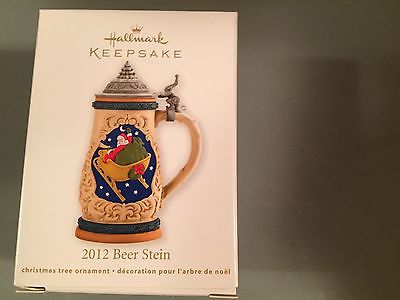 Hallmark
KEEPSAKE
2012 Beer Stein
christmas tree ornament • décoration pour l'arbre de noël